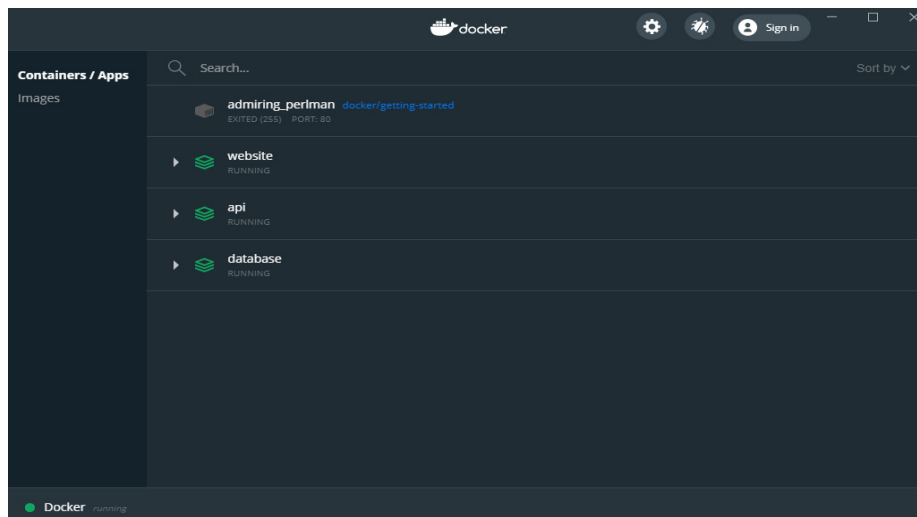 docker
Sign in
Containers / Apps
Images
Search...
Sort by
admiring_perlman docker/getting-started
EXITED (255) PORT: 80
website
RUNNING
api
RUNNING
database
RUNNING
Docker running